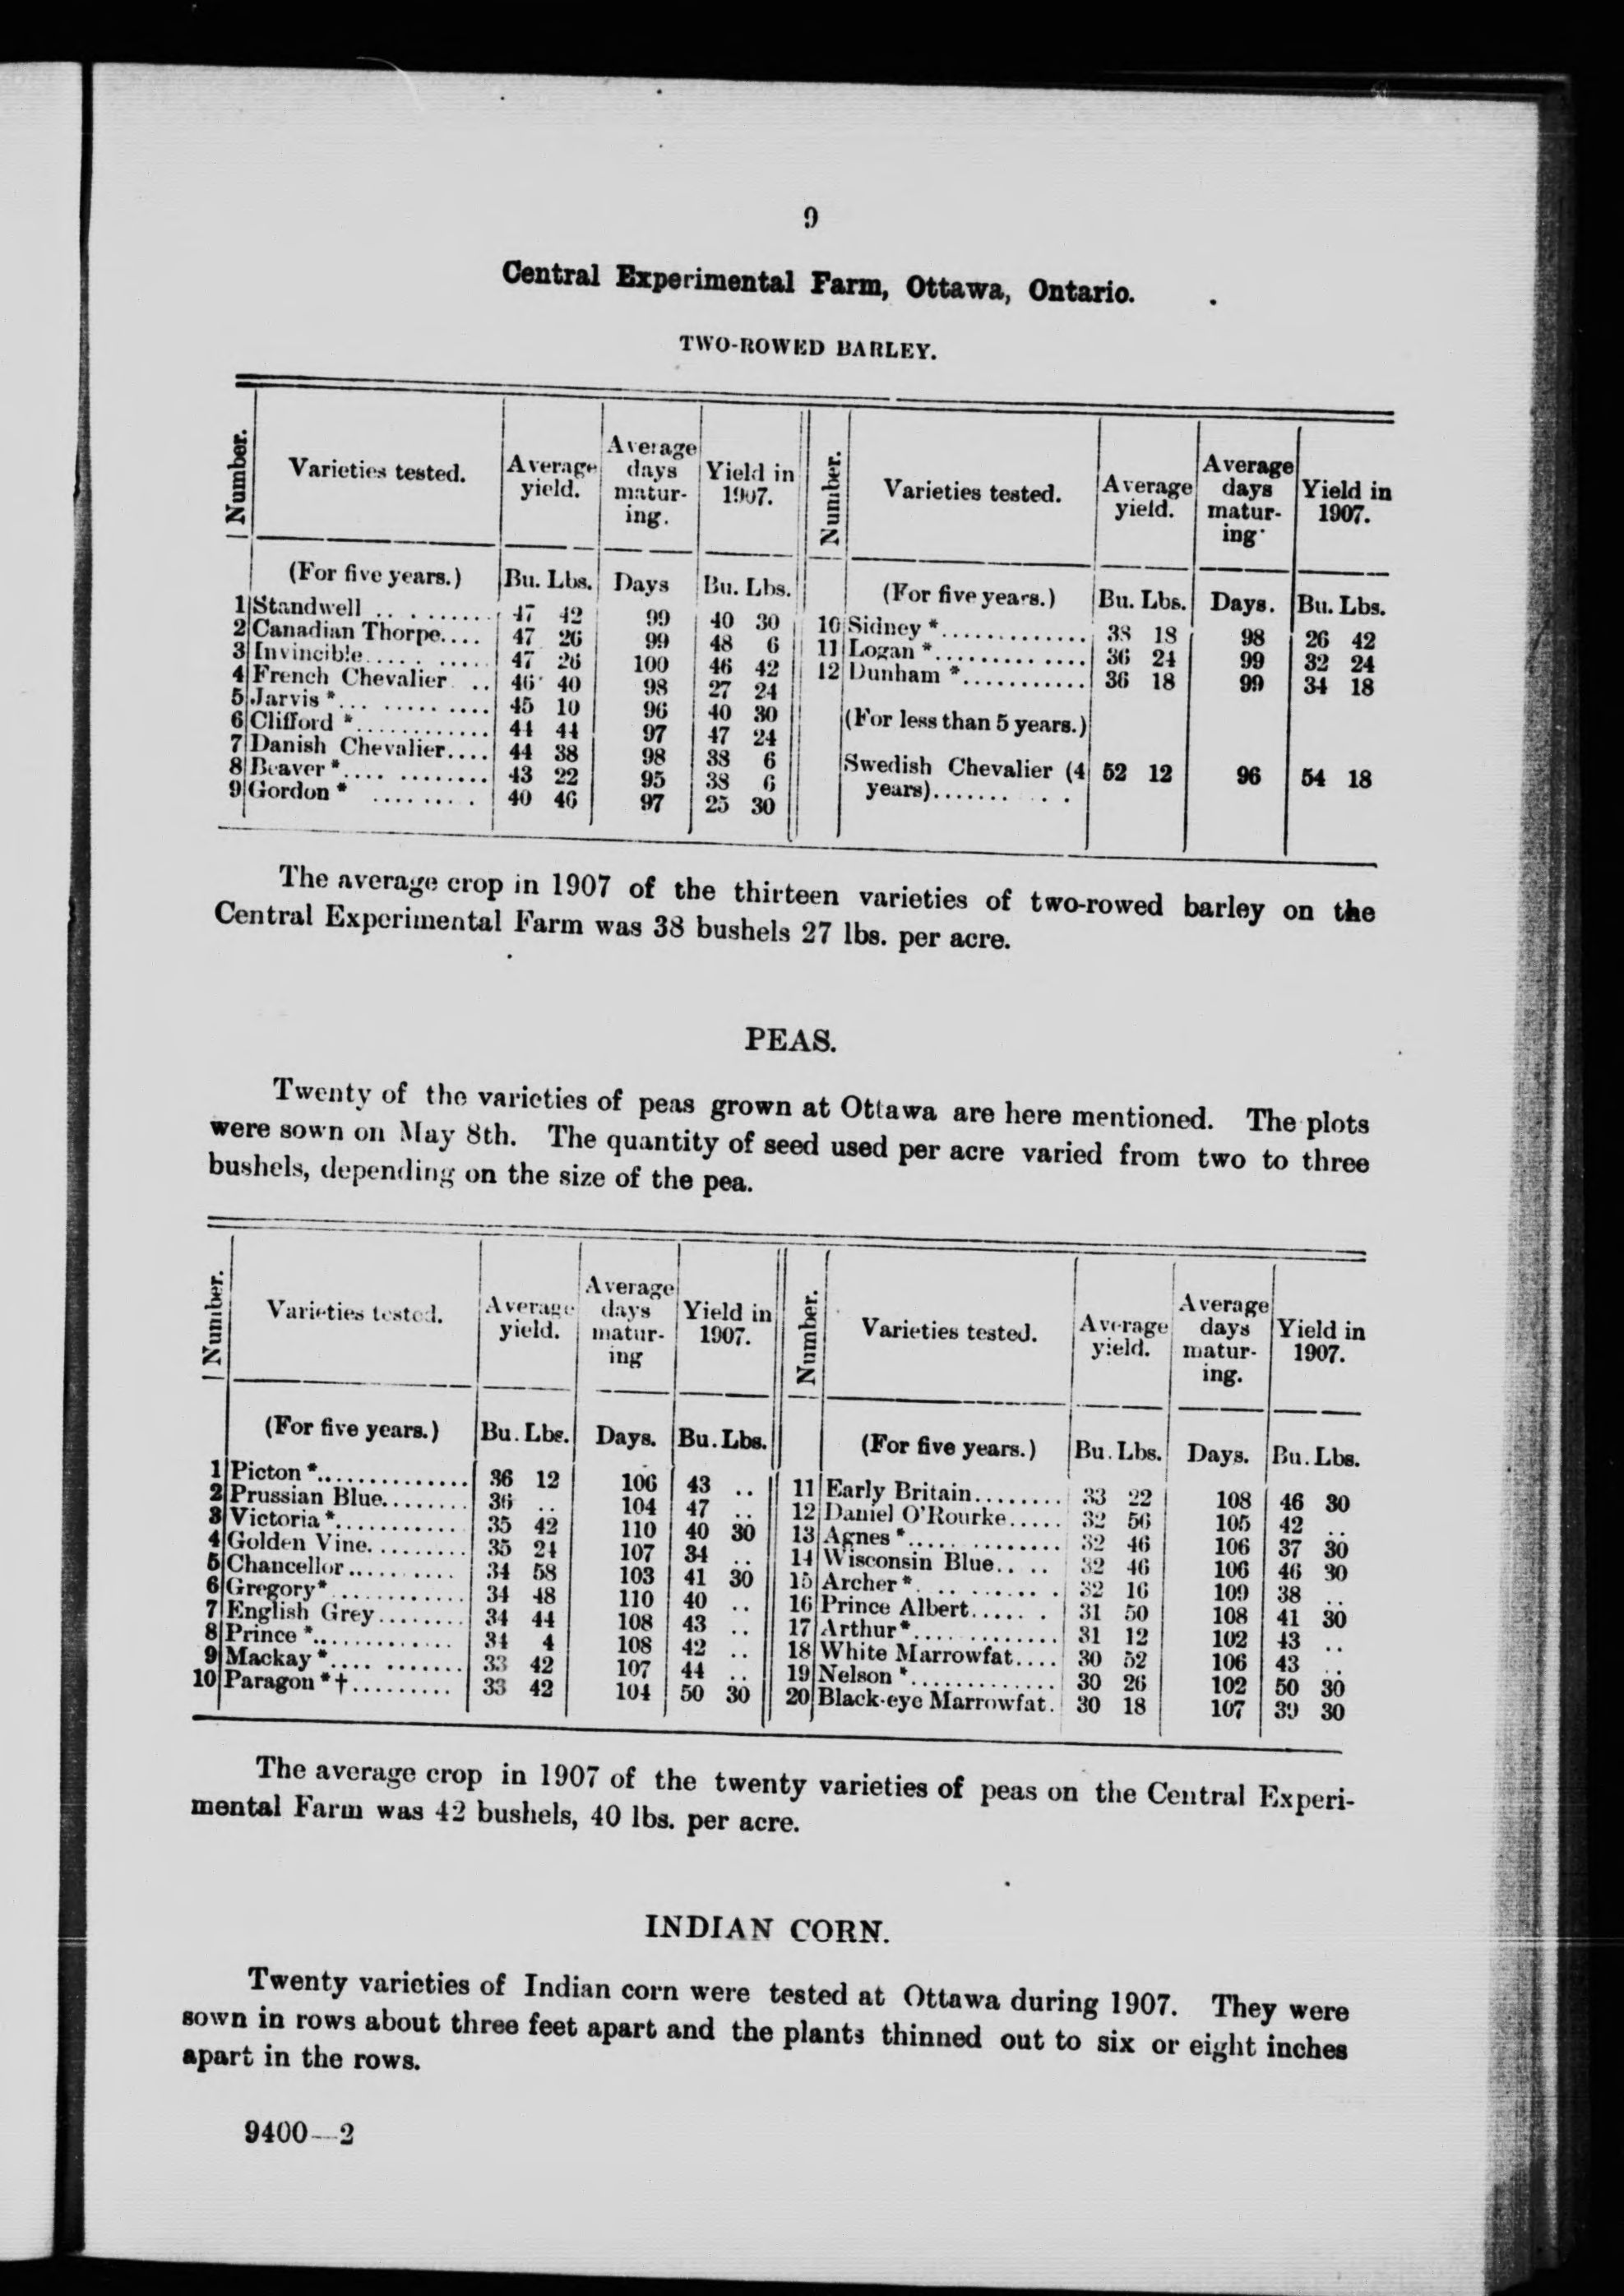 9
Central Experimental Farm, Ottawa, Ontario.
TWO-ROWED BARLEY.
Number. Varieties tested. Average yield. Average days matur-ing. Yield in 1907. Number. Varieties tested. Average yield. Average days matur-ing. Yield in 1907.
(For five years.) Bu. Lbs. Days Bu. Lbs. (For five years.) Bu. Lbs. Days. Bu. Lbs.
1 Standwell .......... 47 42 99 40 30 10 Sidney *............. 38 18 98 26 42
2 Canadian Thorpe.... 47 26 99 48 6 11 Logan *............. 36 24 99 32 24
3 Invincible.......... 47 26 100 46 42 12 Dunham *........... 36 18 99 34 18
4 French Chevalier .. 46 40 98 27 24
5 Jarvis *............ 45 10 96 40 30 (For less than 5 years.)
6 Clifford *............ 44 44 97 47 24
7 Danish Chevalier.... 44 38 98 38 6 Swedish Chevalier (4 52 12 96 54 18
8 Beaver *............ 43 22 95 38 6 years)..........
9 Gordon * ......... 40 46 97 25 30
The average crop in 1907 of the thirteen varieties of two-rowed barley on the
Central Experimental Farm was 38 bushels 27 lbs. per acre.
PEAS.
Twenty of the varieties of peas grown at Ottawa are here mentioned. The plots
were sown on May 8th. The quantity of seed used per acre varied from two to three
bushels, depending on the size of the pea.
Number. Varieties tested. Average yield. Average days matur-ing Yield in 1907. Number. Varieties tested. Average yield. Average days matur-ing. Yield in 1907.
(For five years.) Bu. Lbs. Days. Bu. Lbs. (For five years.) Bu. Lbs. Days. Bu. Lbs.
1 Picton *.............. 36 12 106 43 .. 11 Early Britain........ 33 22 108 46 30
2 Prussian Blue........ 36 .. 104 47 .. 12 Daniel O'Rourke..... 32 56 105 42 ..
3 Victoria *............ 35 42 110 40 30 13 Agnes *.............. 32 46 106 37 30
4 Golden Vine.......... 35 24 107 34 .. 14 Wisconsin Blue.... .. 32 46 106 46 30
5 Chancellor.......... 34 58 103 41 30 15 Archer *........... 32 16 109 38 ..
6 Gregory*............. 34 48 110 40 .. 16 Prince Albert...... . 31 50 108 41 30
7 English Grey........ 34 44 108 43 .. 17 Arthur*.............. 31 12 102 43 ..
8 Prince *.............. 34 4 108 42 .. 18 White Marrowfat.... 30 52 106 43 ..
9 Mackay *............ 33 42 107 44 .. 19 Nelson *............. 30 26 102 50 30
10 Paragon *†.......... 33 42 104 50 30 20 Black-eye Marrowfat. 30 18 107 39 30
The average crop in 1907 of the twenty varieties of peas on the Central Experi-
mental Farm was 42 bushels, 40 lbs. per acre.
INDIAN CORN.
Twenty varieties of Indian corn were tested at Ottawa during 1907. They were
sown in rows about three feet apart and the plants thinned out to six or eight inches
apart in the rows.
9400—2